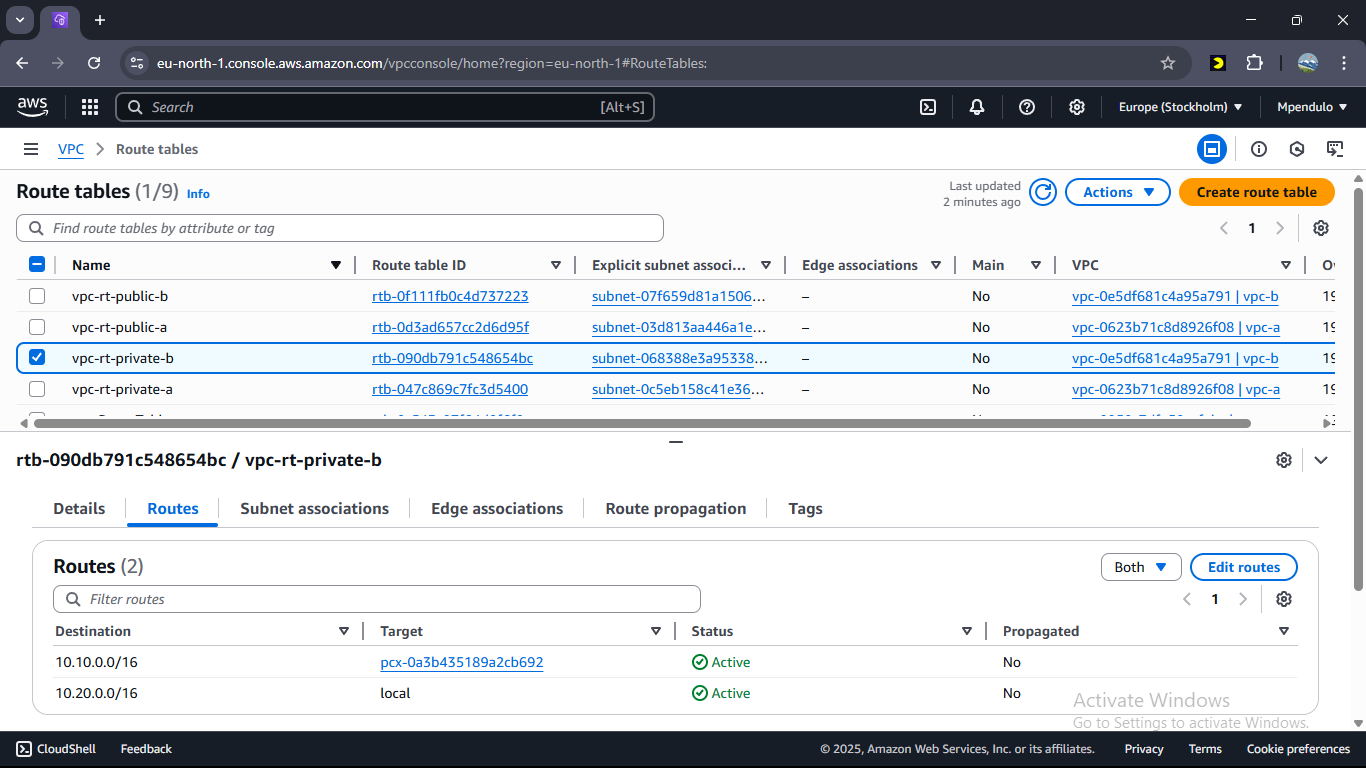 eu-north-1.console.aws.amazon.com/vpcconsole/home?region=eu-north-1#RouteTables:
aws
Search [Alt+S] Europe (Stockholm) Mpendulo
VPC > Route tables
Route tables (1/9) Info
Last updated
2 minutes ago
Actions
Create route table
Find route tables by attribute or tag
1
Name Route table ID Explicit subnet associ... Edge associations Main VPC
vpc-rt-public-b rtb-0f111fb0c4d737223 subnet-07f659d81a1506... – No vpc-0e5df681c4a95a791 | vpc-b
vpc-rt-public-a rtb-0d3ad657cc2d6d95f subnet-03d813aa446a1e... – No vpc-0623b71c8d8926f08 | vpc-a
vpc-rt-private-b rtb-090db791c548654bc subnet-068388e3a95338... – No vpc-0e5df681c4a95a791 | vpc-b
vpc-rt-private-a rtb-047c869c7fc3d5400 subnet-0c5eb158c41e36... – No vpc-0623b71c8d8926f08 | vpc-a
rtb-090db791c548654bc / vpc-rt-private-b
Details Routes Subnet associations Edge associations Route propagation Tags
Routes (2)
Both
Edit routes
Filter routes
1
Destination Target Status Propagated
10.10.0.0/16 pcx-0a3b435189a2cb692 Active No
10.20.0.0/16 local Active No
Activate Windows
Go to Settings to activate Windows.
CloudShell Feedback © 2025, Amazon Web Services, Inc. or its affiliates. Privacy Terms Cookie preferences